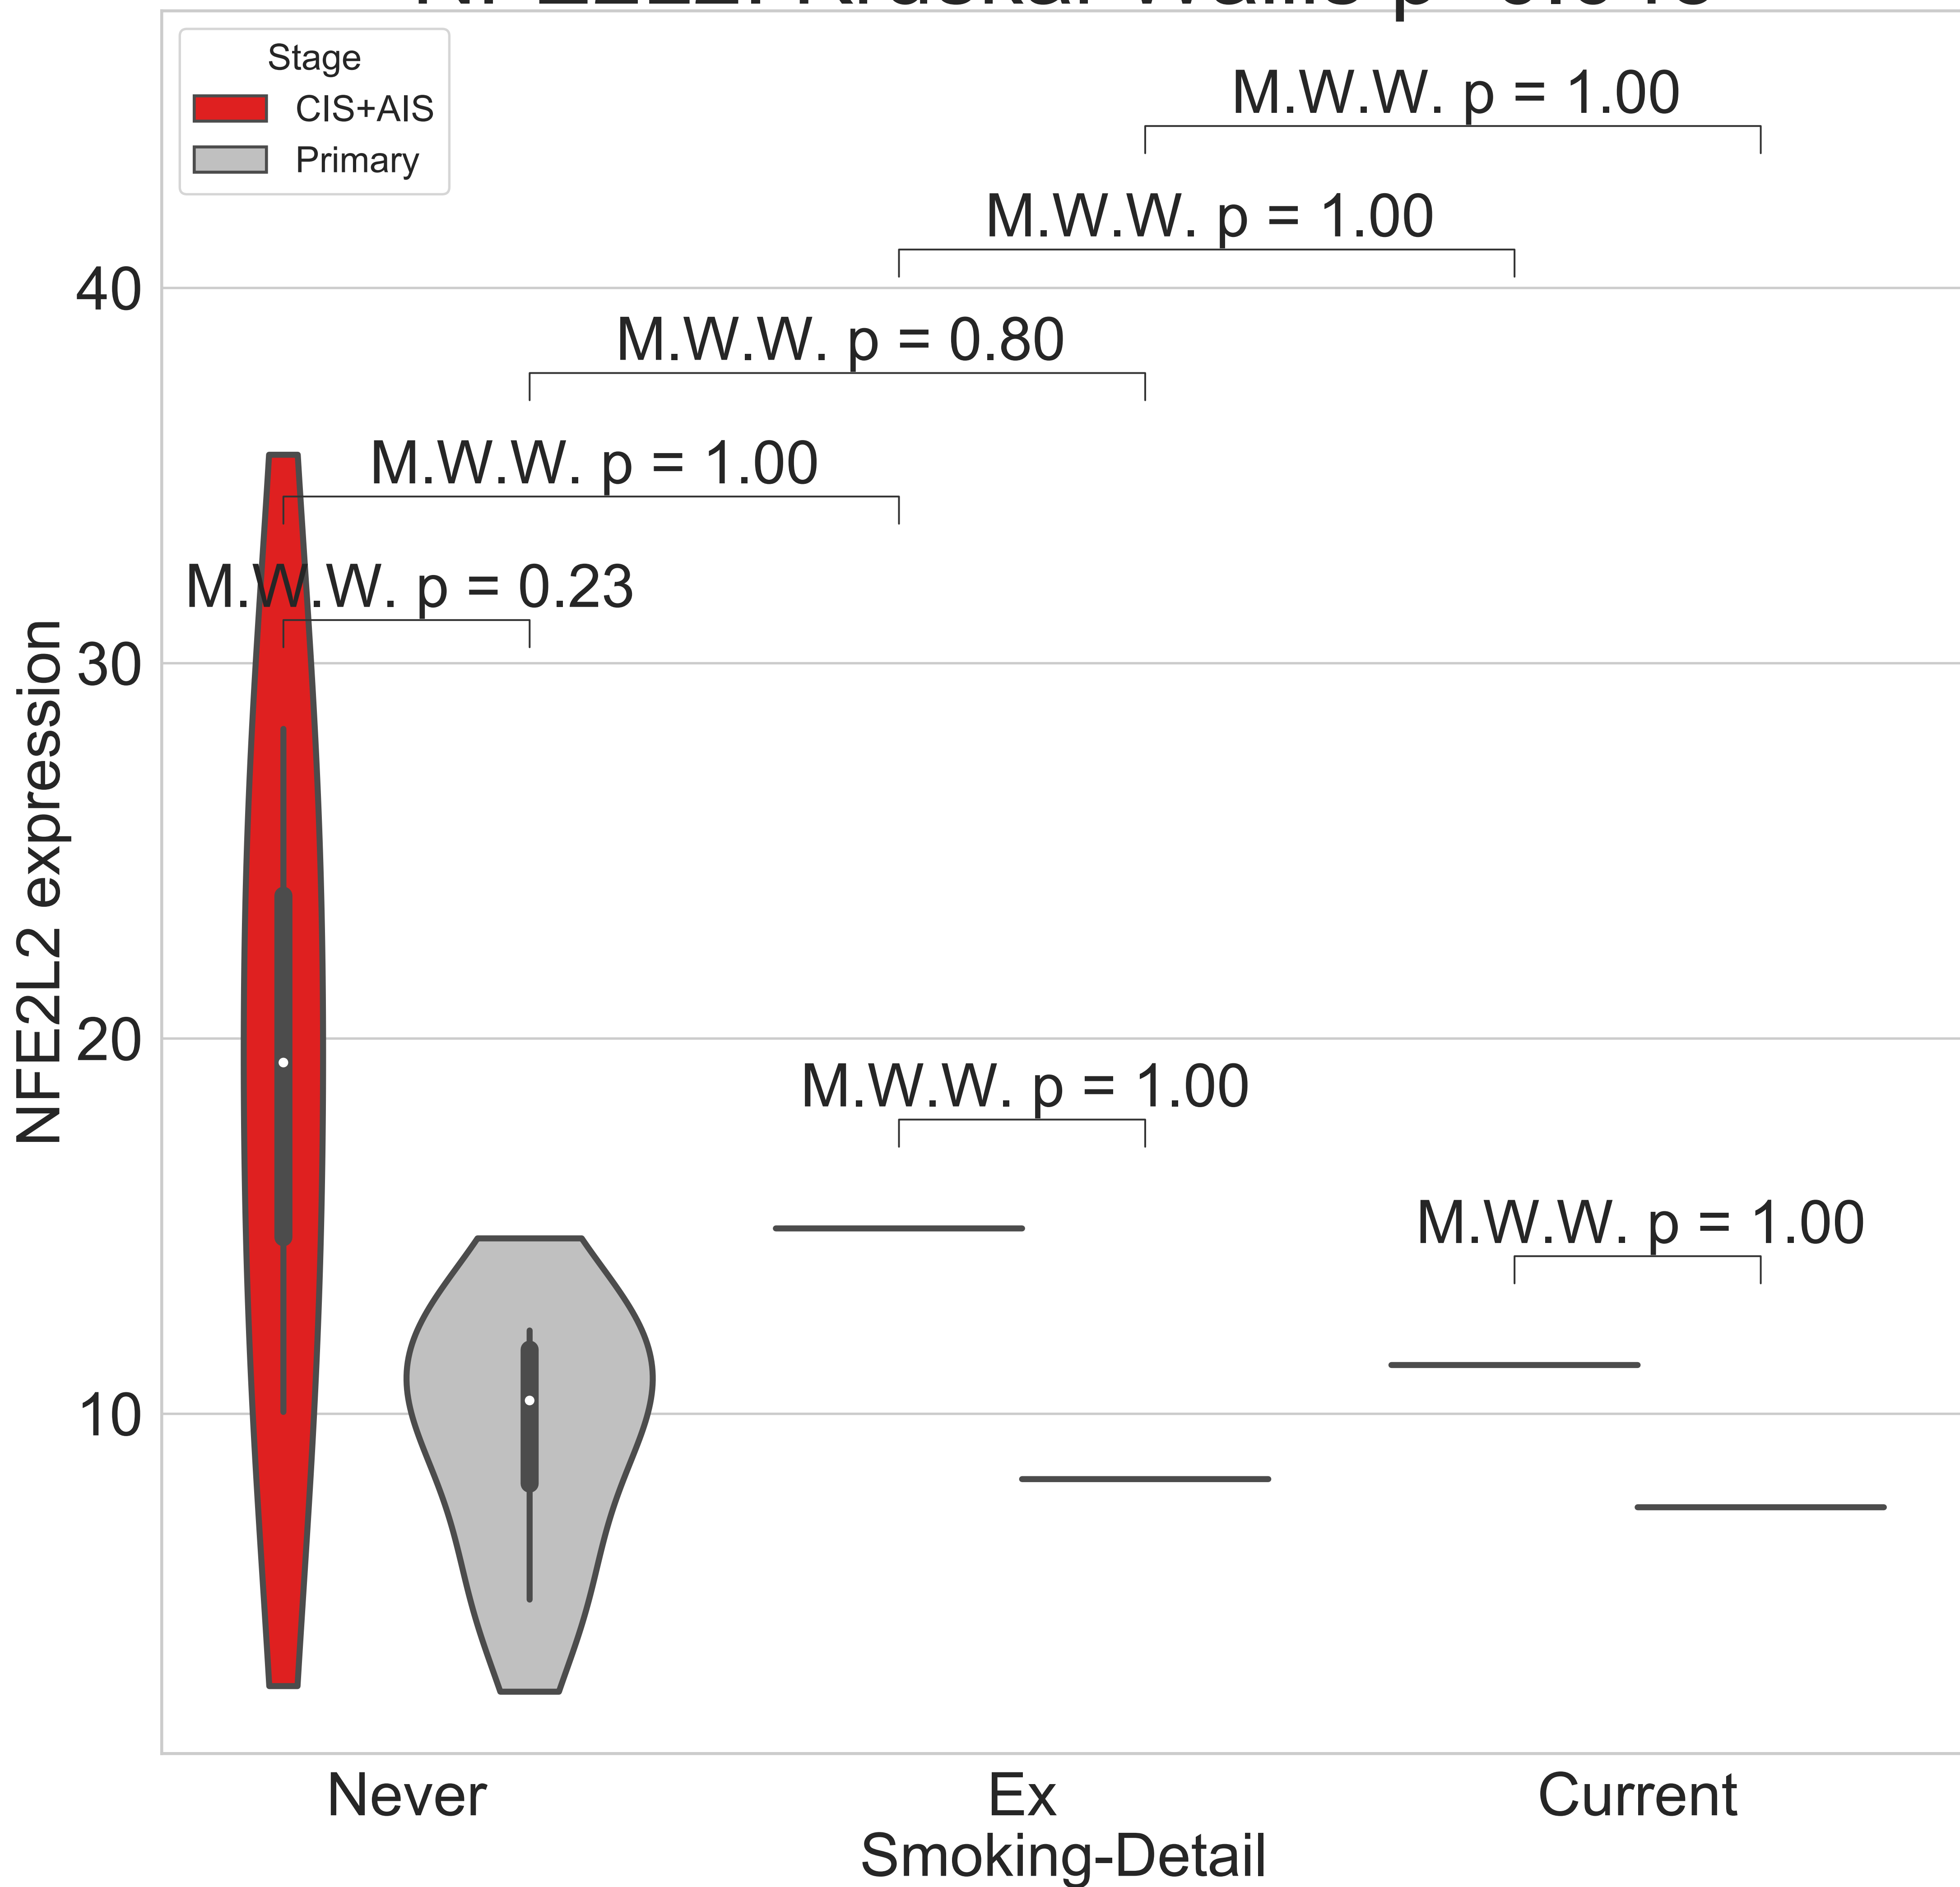 Stage
CIS+AIS
Primary
M.W.W. p = 1.00
M.W.W. p = 1.00
40
M.W.W. p = 0.80
M.W.W. p = 1.00
M.W.W. p = 0.23
30
NFE2L2 expression
20
M.W.W. p = 1.00
M.W.W. p = 1.00
10
Never
Ex
Current
Smoking-Detail